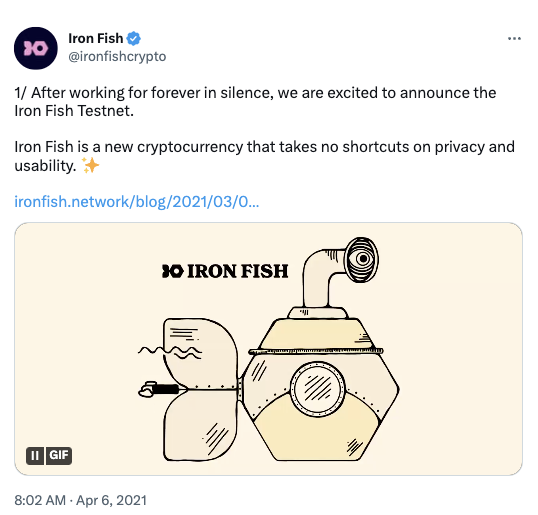 Iron Fish
@ironfishcrypto
1/ After working for forever in silence, we are excited to announce the
Iron Fish Testnet.
Iron Fish is a new cryptocurrency that takes no shortcuts on privacy and
usability. ✨
ironfish.network/blog/2021/03/0...
IRON FISH
GIF
8:02 AM · Apr 6, 2021